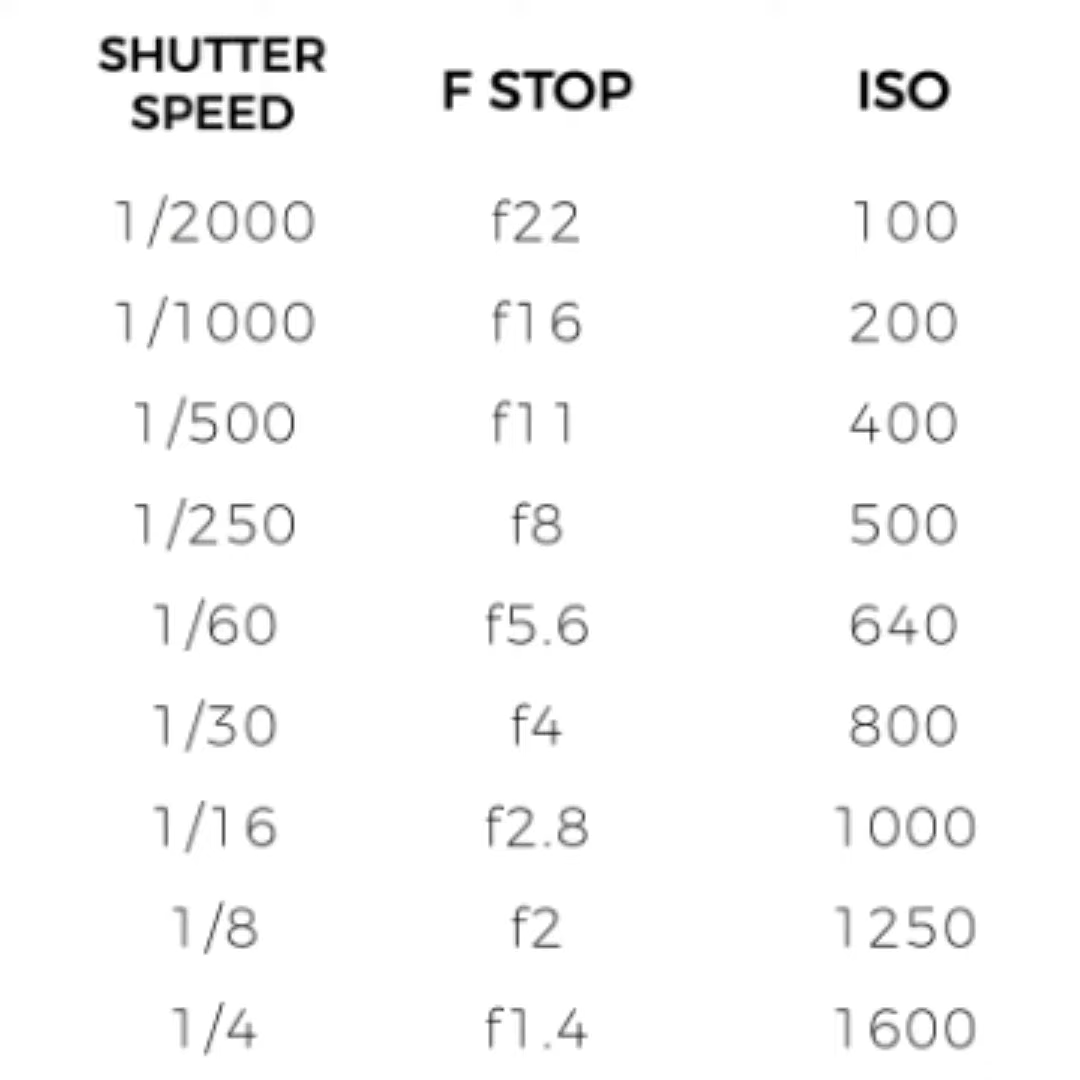 SHUTTER
SPEED
F STOP
ISO
1/2000 f22 100
1/1000 f16 200
1/500 f11 400
1/250 f8 500
1/60 f5.6 640
1/30 f4 800
1/16 f2.8 1000
1/8 f2 1250
1/4 f1.4 1600